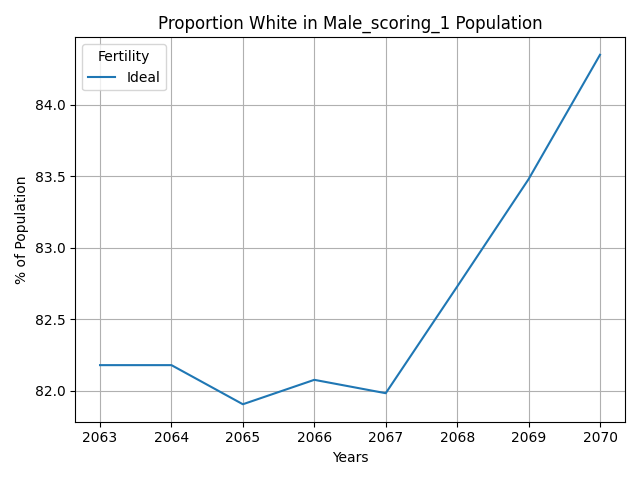 Proportion White in Male_scoring_1 Population
Fertility
Ideal
84.0
83.5
83.0
82.5
82.0
% of Population
2063 2064 2065 2066 2067 2068 2069 2070
Years